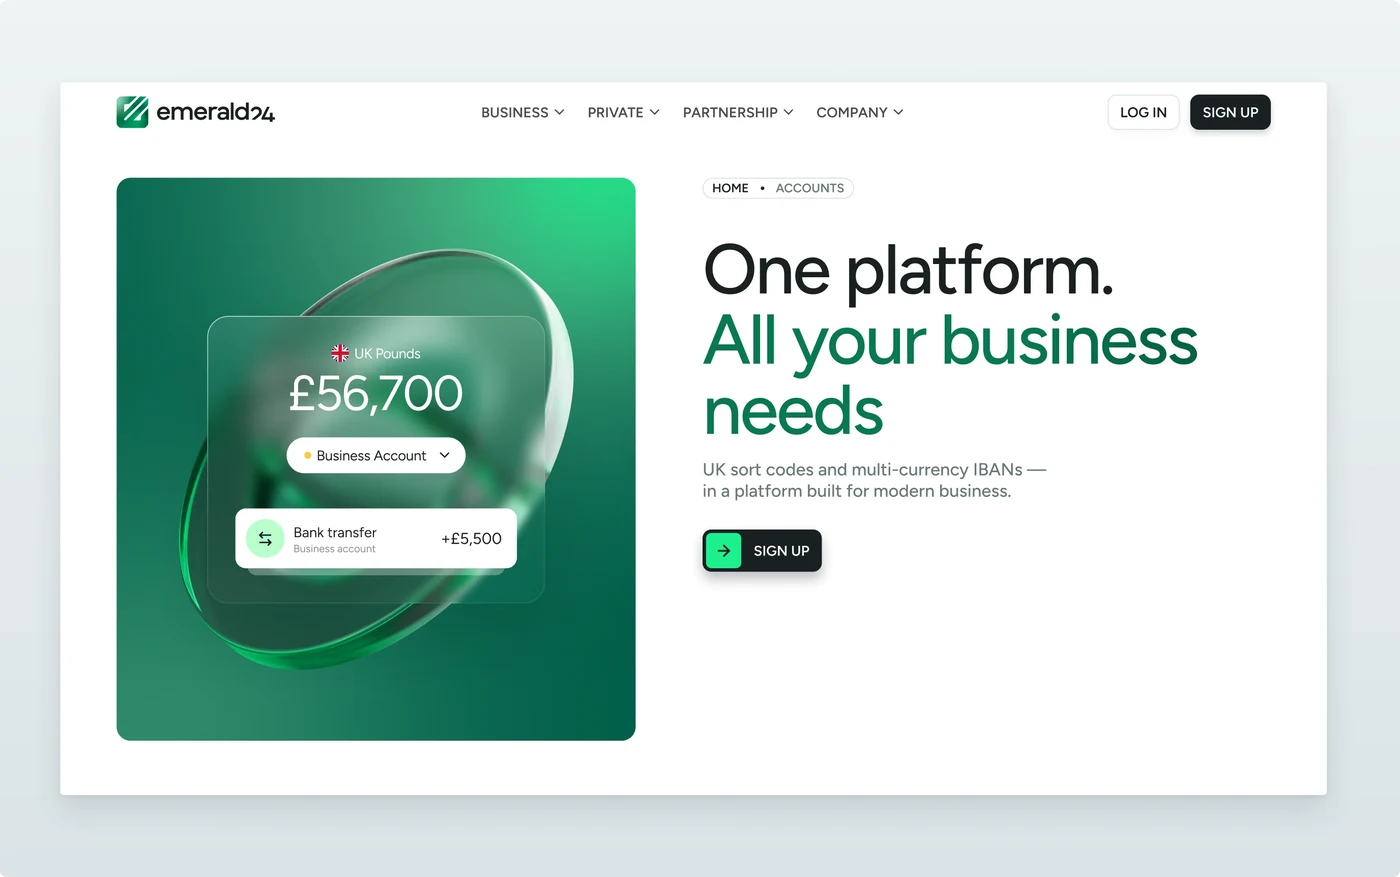 emerald24
BUSINESS
PRIVATE
PARTNERSHIP
COMPANY
LOG IN
SIGN UP
UK Pounds
£56,700
Business Account
Bank transfer
Business account
+£5,500
HOME • ACCOUNTS
One platform.
All your business
needs
UK sort codes and multi-currency IBANs —
in a platform built for modern business.
SIGN UP